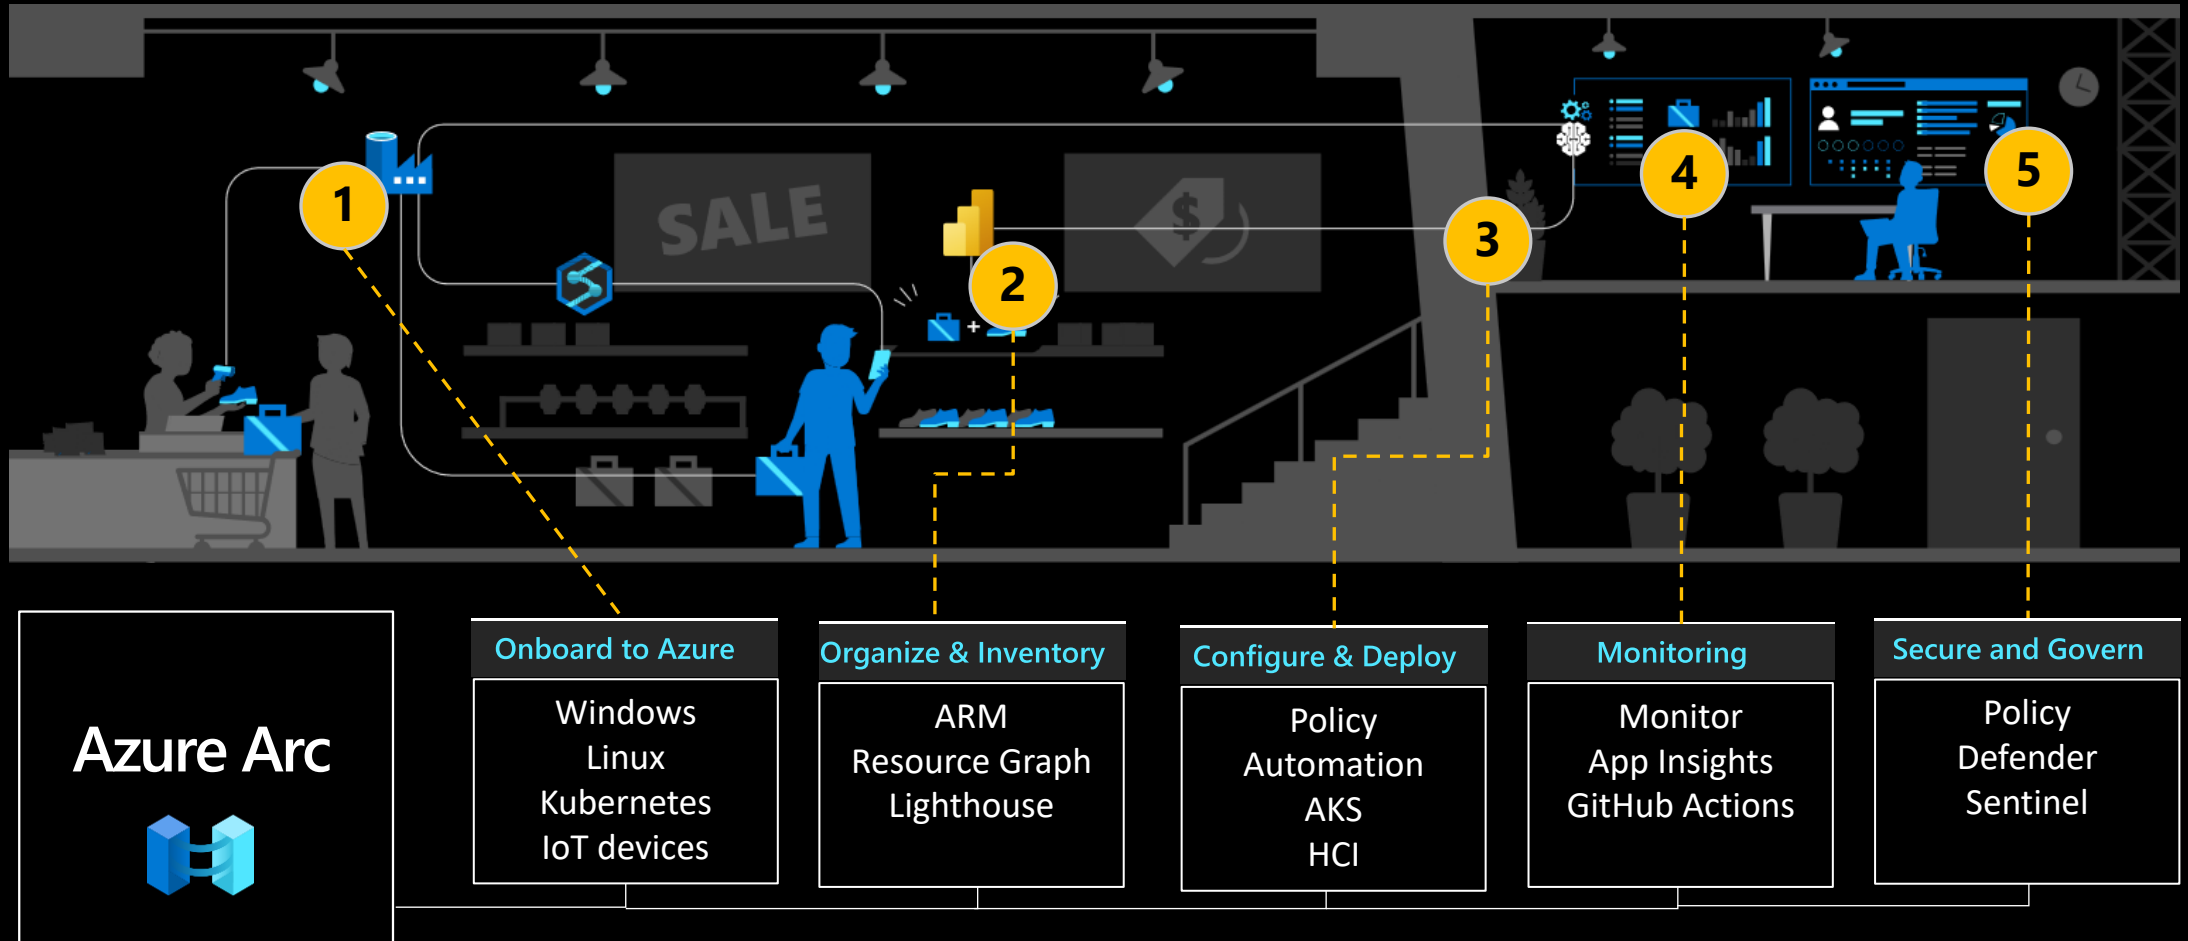 SALE
$
1
2
3
4
5
+
Azure Arc
Onboard to Azure
Windows
Linux
Kubernetes
IoT devices
Organize & Inventory
ARM
Resource Graph
Lighthouse
Configure & Deploy
Policy
Automation
AKS
HCI
Monitoring
Monitor
App Insights
GitHub Actions
Secure and Govern
Policy
Defender
Sentinel